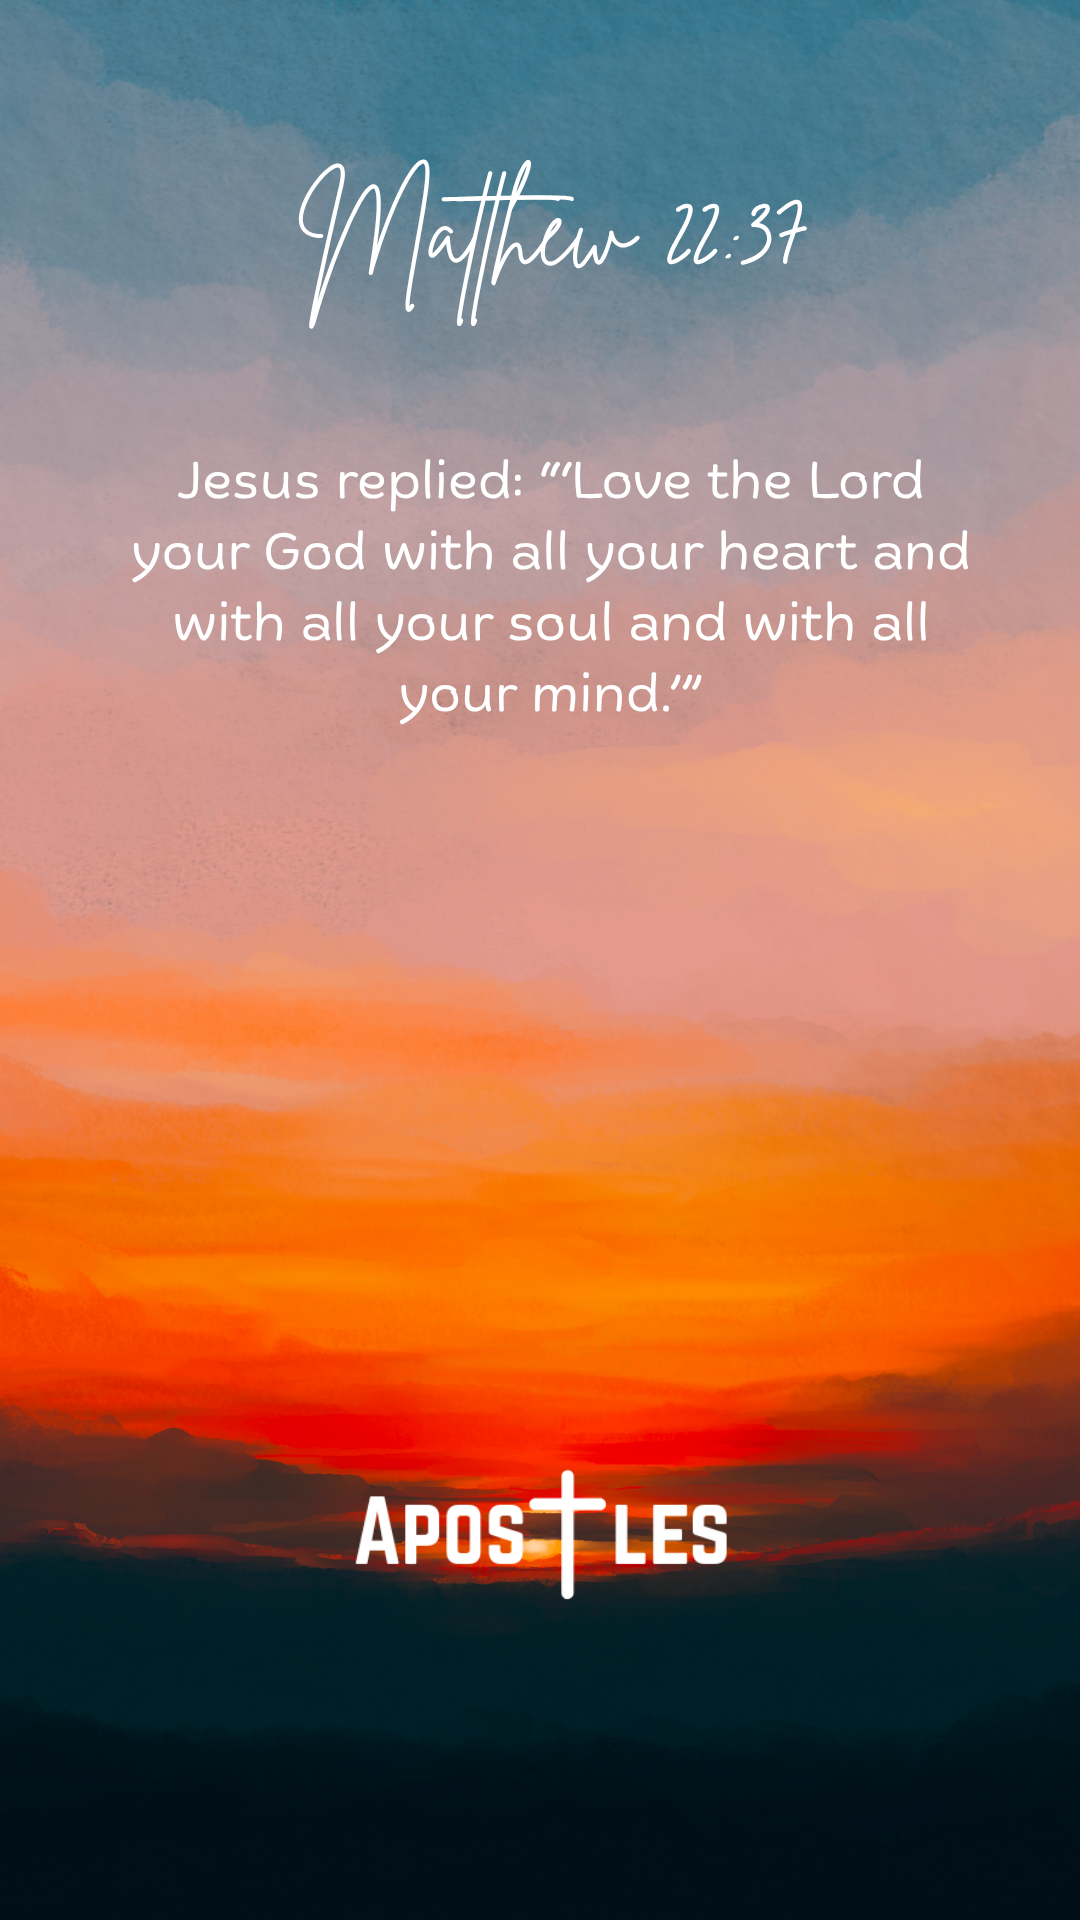 Matthew 22:37
Jesus replied: “‘Love the Lord
your God with all your heart and
with all your soul and with all
your mind.’”
APOSTLES